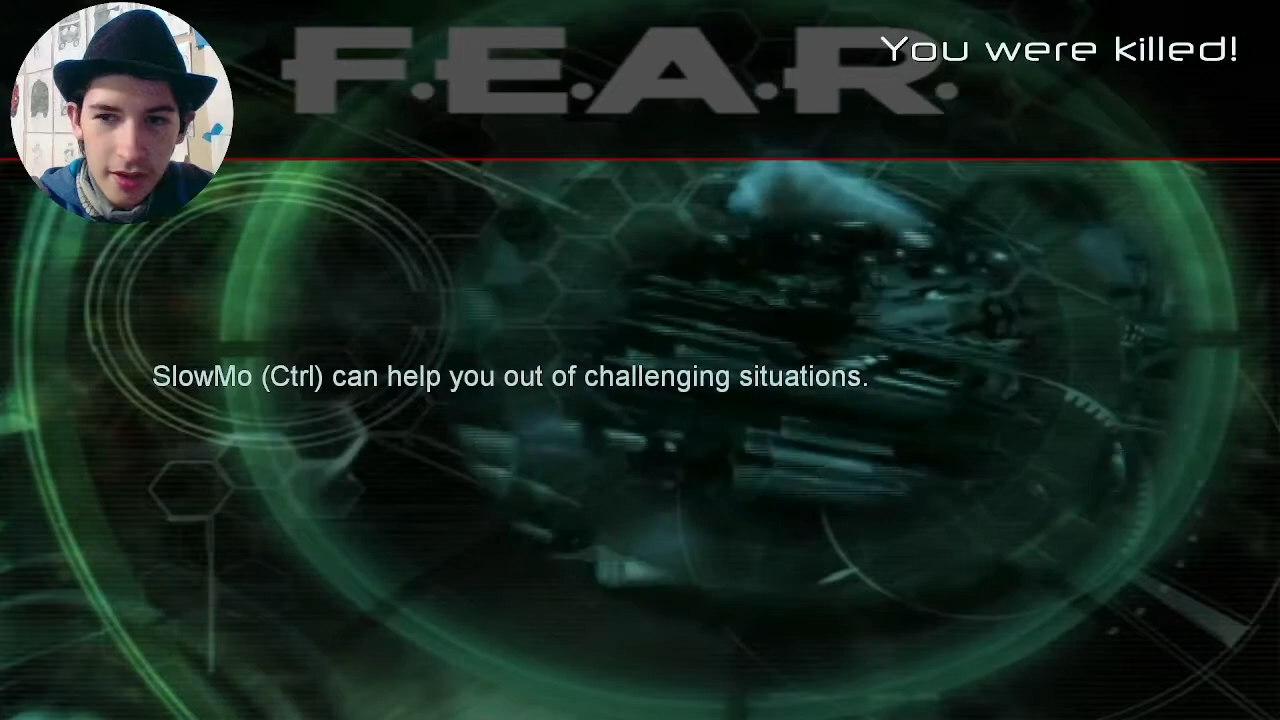 F.E.A.R.
You were killed!
SlowMo (Ctrl) can help you out of challenging situations.